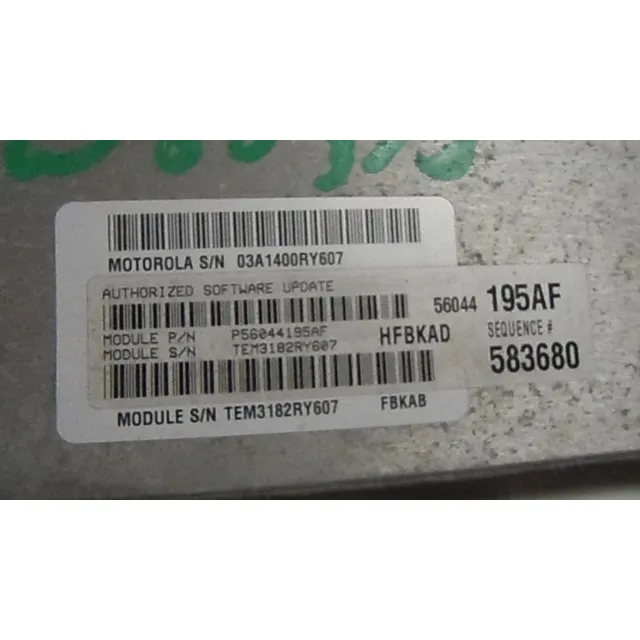 MOTOROLA S/N 03A1400RY607
AUTHORIZED SOFTWARE UPDATE
56044 195AF
MODULE P/N P56044195AF HFBKAD SEQUENCE #
MODULE S/N TEM3182RY607 583680
MODULE S/N TEM3182RY607 FBKAB